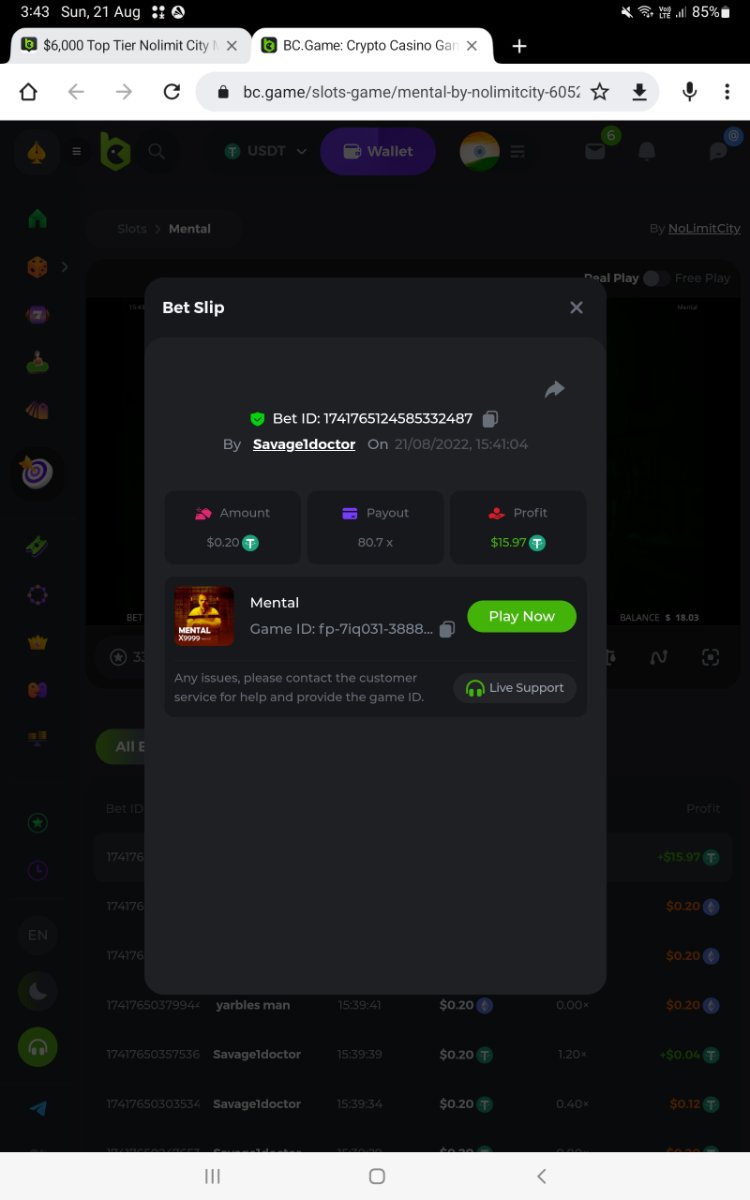 3:43 Sun, 21 Aug 85%
$6,000 Top Tier Nolimit City
BC.Game: Crypto Casino Gan
bc.game/slots-game/mental-by-nolimitcity-6052
USDT
Wallet
6
@
Slots > Mental
By NoLimitCity
Real Play Free Play
Bet Slip
Bet ID: 1741765124585332487
By Savage1doctor On 21/08/2022, 15:41:04
Amount Payout Profit
$0.20 80.7 x $15.97
MENTAL
X9999
Mental
Game ID: fp-7iq031-3888...
Play Now
BET
BALANCE $ 18.03
Any issues, please contact the customer
service for help and provide the game ID.
Live Support
33
All B
Bet ID Profit
174176 +$15.97
174176 $0.20
174176 $0.20
EN
17417650379944 yarbles man 15:39:41 $0.20 0.00× $0.20
17417650357536 Savage1doctor 15:39:39 $0.20 1.20× +$0.04
17417650303534 Savage1doctor 15:39:34 $0.20 0.40× $0.12